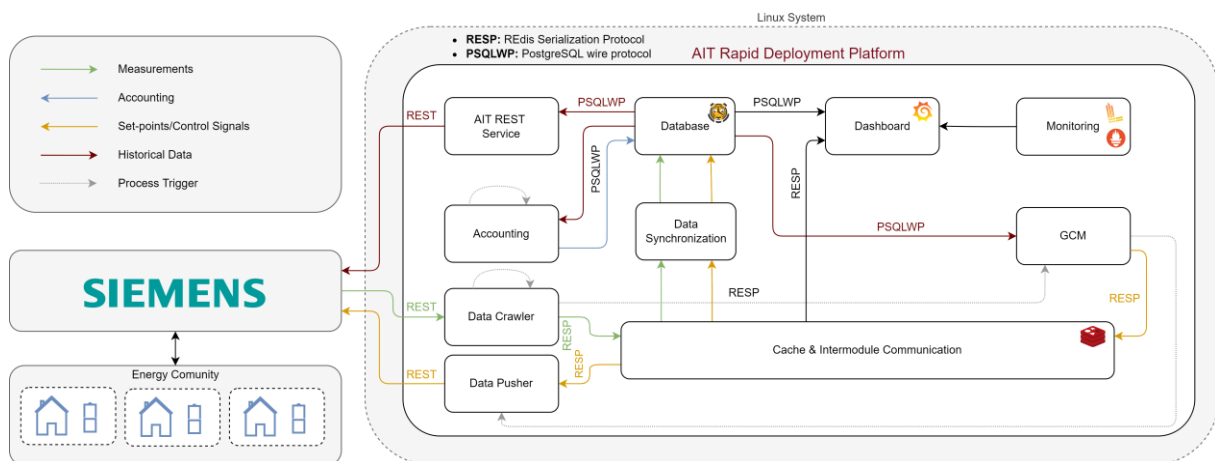 Linux System
RESP: REdis Serialization Protocol
PSQLWP: PostgreSQL wire protocol
AIT Rapid Deployment Platform
Measurements
Accounting
Set-points/Control Signals
Historical Data
Process Trigger
REST
AIT REST
Service
PSQLWP
Database
PSQLWP
Dashboard
Monitoring
PSQLWP
RESP
Accounting
Data
Synchronization
PSQLWP
GCM
SIEMENS
REST
Data Crawler
RESP
RESP
RESP
Cache & Intermodule Communication
Energy Comunity
REST
Data Pusher
RESP